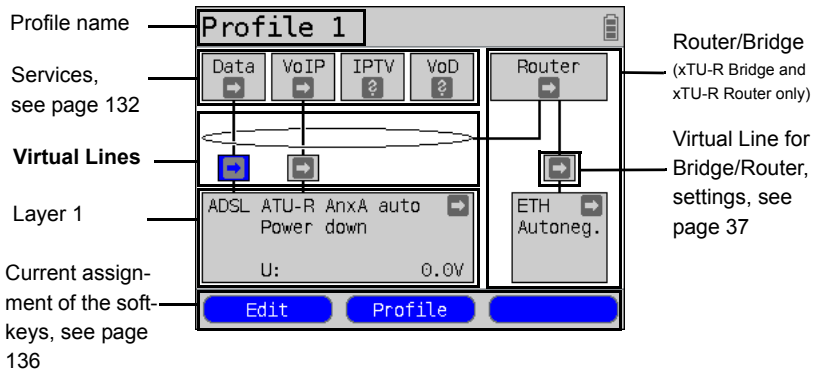 Profile name
Services,
see page 132
Virtual Lines
Layer 1
Current assign-
ment of the soft-
keys, see page
136
Profile 1
Data VoIP IPTV VoD
Router
ADSL ATU-R AnxA auto
Power down
U: 0.0V
ETH
Autoneg.
Edit Profile
Router/Bridge
(xTU-R Bridge and
xTU-R Router only)
Virtual Line for
Bridge/Router,
settings, see
page 37